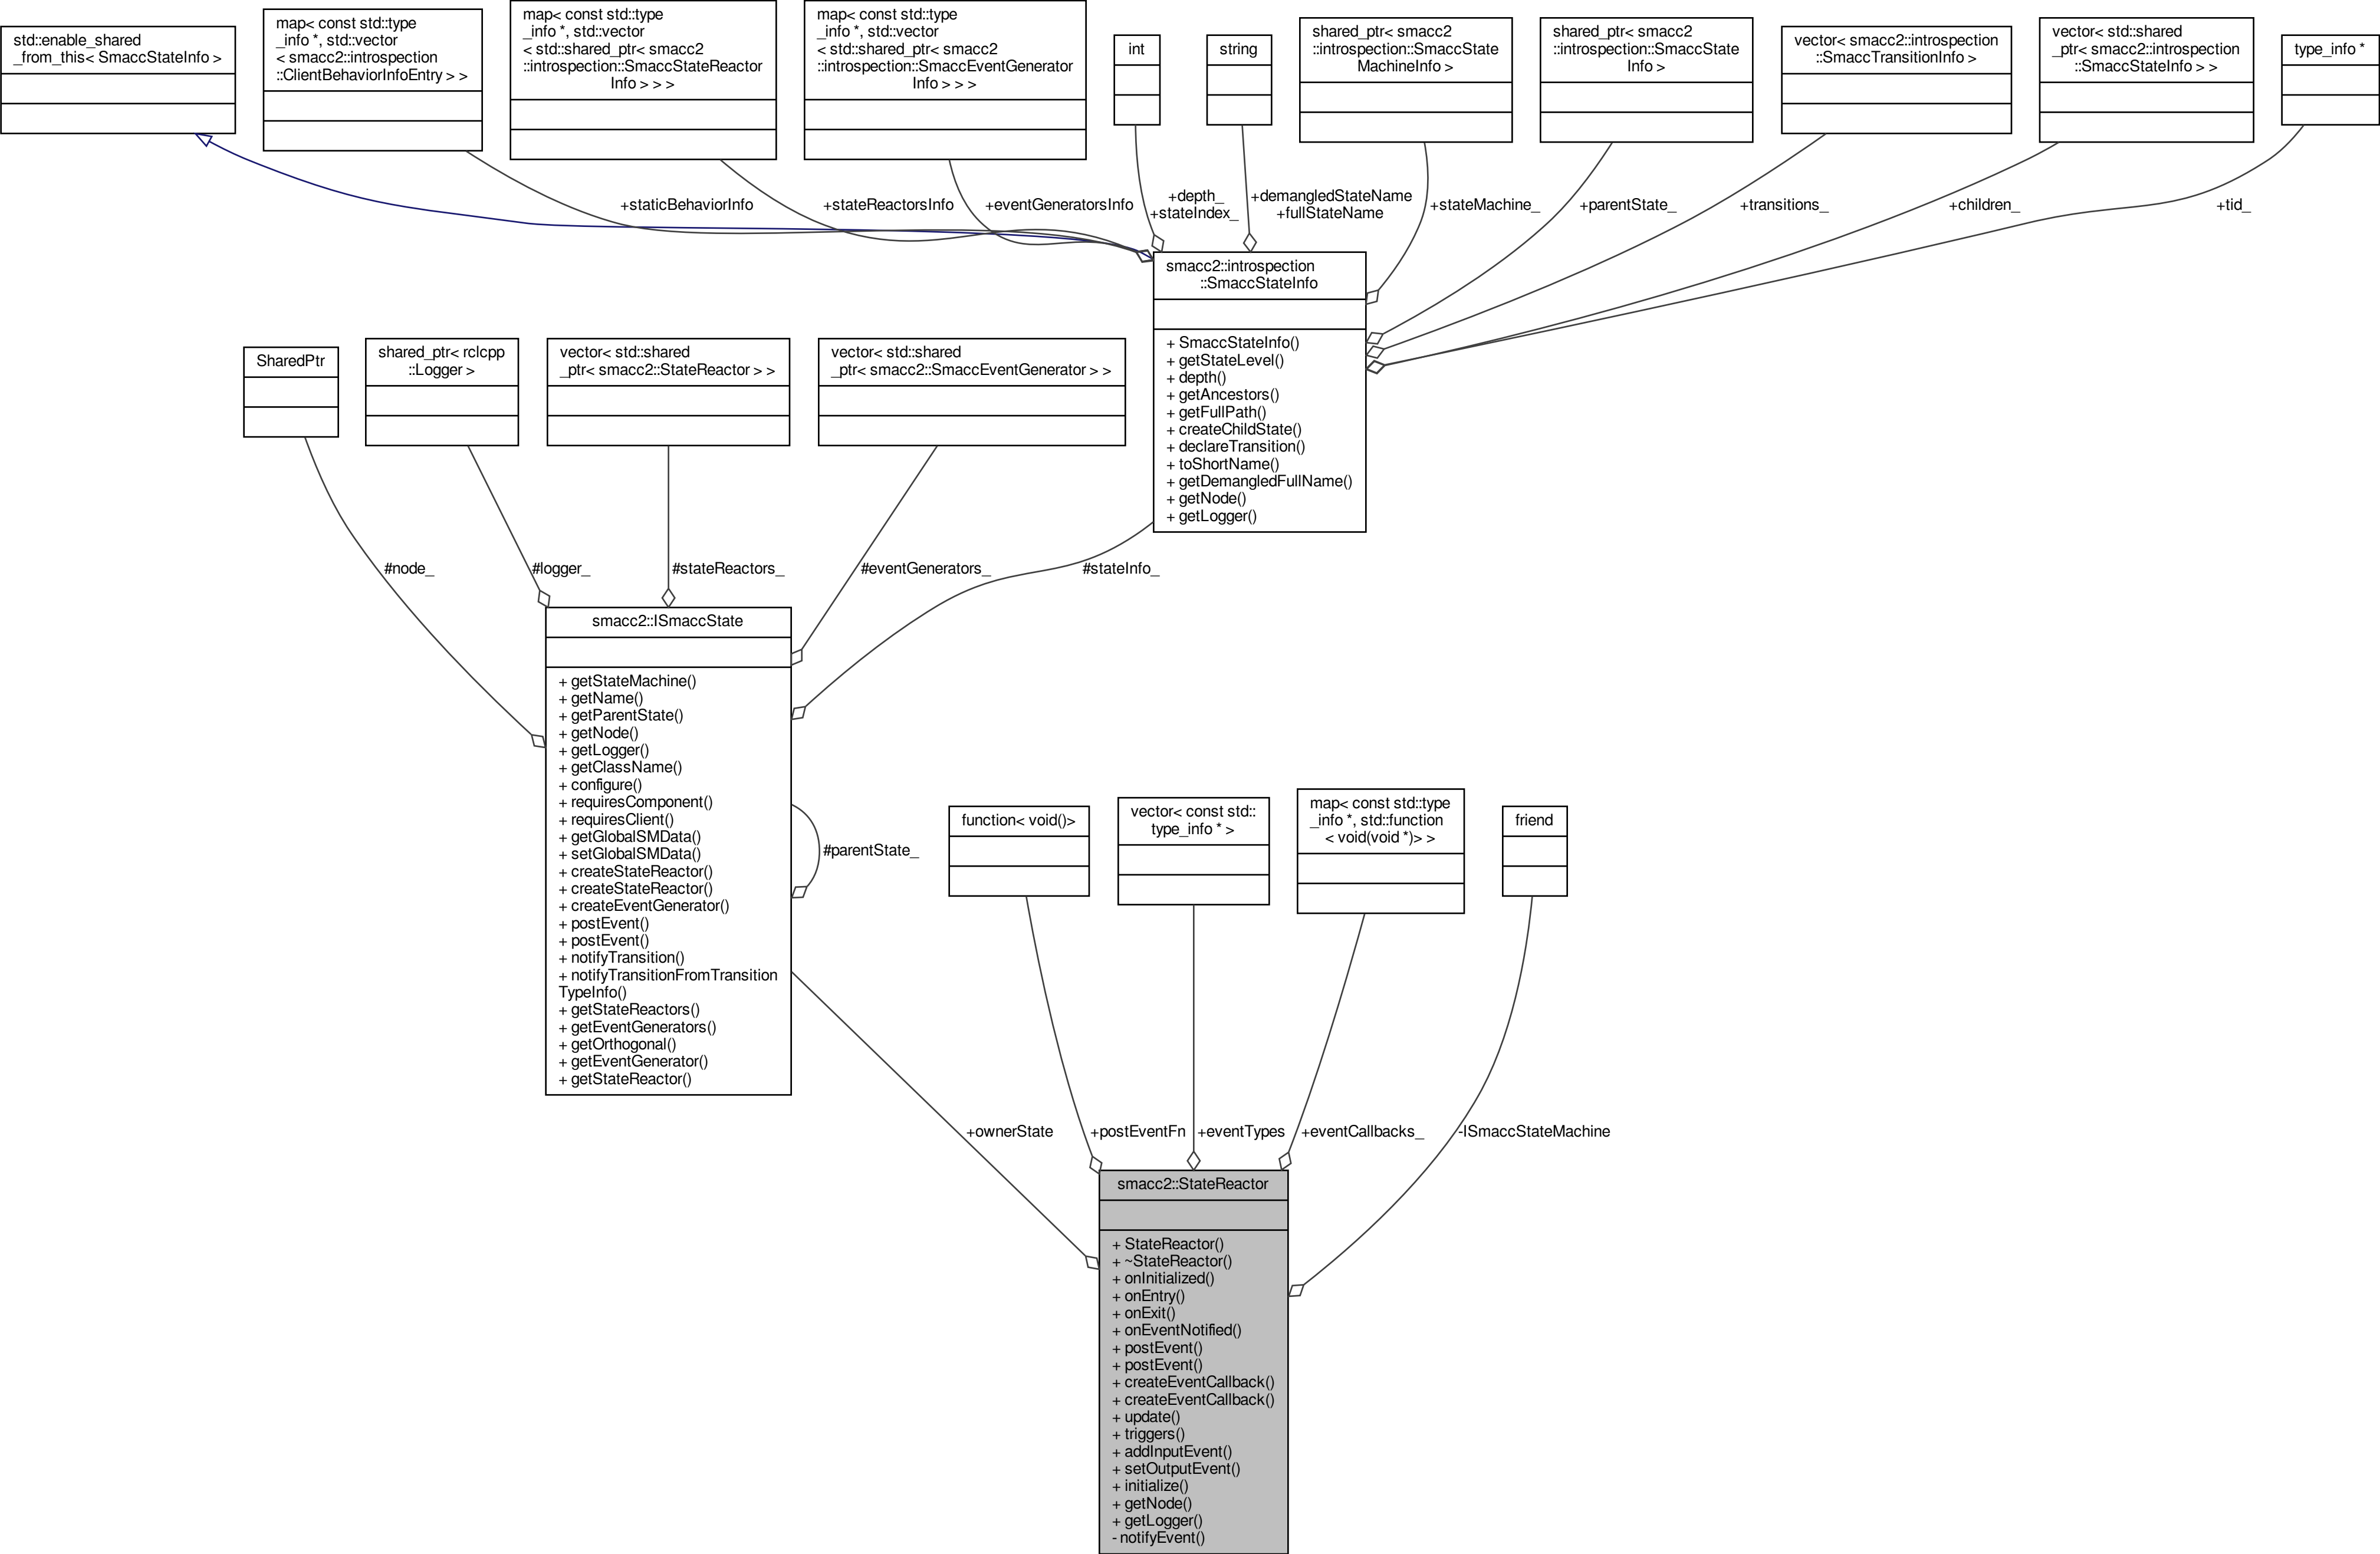 std::enable_shared
_from_this< SmaccStateInfo >
map< const std::type
_info *, std::vector
< smacc2::introspection
::ClientBehaviorInfoEntry > >
map< const std::type
_info *, std::vector
< std::shared_ptr< smacc2
::introspection::SmaccStateReactor
Info > > >
map< const std::type
_info *, std::vector
< std::shared_ptr< smacc2
::introspection::SmaccEventGenerator
Info > > >
int
string
shared_ptr< smacc2
::introspection::SmaccState
MachineInfo >
shared_ptr< smacc2
::introspection::SmaccState
Info >
vector< smacc2::introspection
::SmaccTransitionInfo >
vector< std::shared
_ptr< smacc2::introspection
::SmaccStateInfo > >
type_info *
+staticBehaviorInfo
+stateReactorsInfo
+eventGeneratorsInfo
+depth_
+stateIndex_
+demangledStateName
+fullStateName
+stateMachine_
+parentState_
+transitions_
+children_
+tid_
smacc2::introspection
::SmaccStateInfo
+ SmaccStateInfo()
+ getStateLevel()
+ depth()
+ getAncestors()
+ getFullPath()
+ createChildState()
+ declareTransition()
+ toShortName()
+ getDemangledFullName()
+ getNode()
+ getLogger()
SharedPtr
shared_ptr< rclcpp
::Logger >
vector< std::shared
_ptr< smacc2::StateReactor > >
vector< std::shared
_ptr< smacc2::SmaccEventGenerator > >
#node_
#logger_
#stateReactors_
#eventGenerators_
#stateInfo_
smacc2::ISmaccState
+ getStateMachine()
+ getName()
+ getParentState()
+ getNode()
+ getLogger()
+ getClassName()
+ configure()
+ requiresComponent()
+ requiresClient()
+ getGlobalSMData()
+ setGlobalSMData()
+ createStateReactor()
+ createStateReactor()
+ createEventGenerator()
+ postEvent()
+ postEvent()
+ notifyTransition()
+ notifyTransitionFromTransition
TypeInfo()
+ getStateReactors()
+ getEventGenerators()
+ getOrthogonal()
+ getEventGenerator()
+ getStateReactor()
#parentState_
function< void()>
vector< const std::
type_info * >
map< const std::type
_info *, std::function
< void(void *)> >
friend
+ownerState
+postEventFn
+eventTypes
+eventCallbacks_
-ISmaccStateMachine
smacc2::StateReactor
+ StateReactor()
+ ~StateReactor()
+ onInitialized()
+ onEntry()
+ onExit()
+ onEventNotified()
+ postEvent()
+ postEvent()
+ createEventCallback()
+ createEventCallback()
+ update()
+ triggers()
+ addInputEvent()
+ setOutputEvent()
+ initialize()
+ getNode()
+ getLogger()
- notifyEvent()